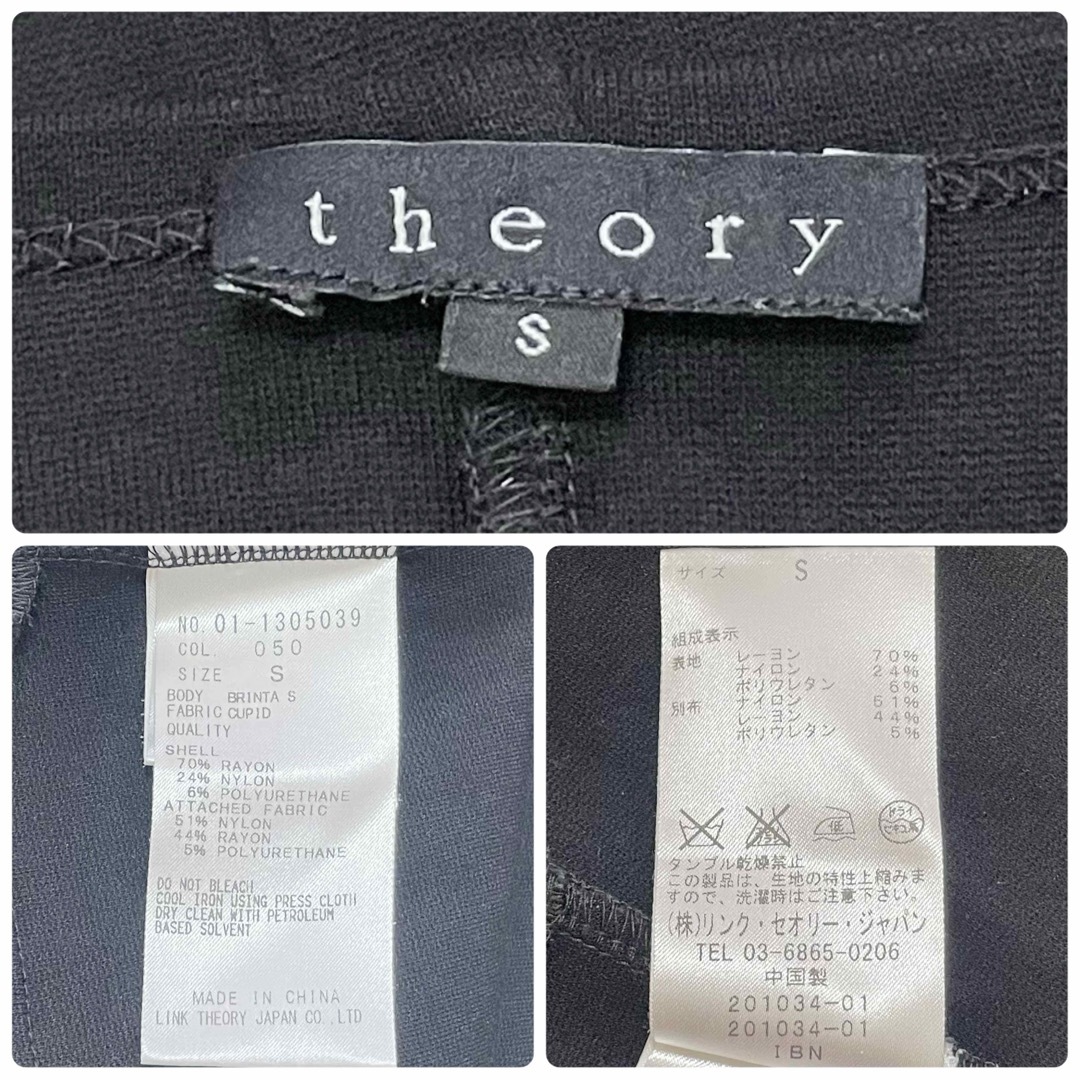 theory
S
NO. 01-1305039
COL. 050
SIZE S
BODY BRINTA S
FABRIC CUPID
QUALITY
SHELL
70% RAYON
24% NYLON
6% POLYURETHANE
ATTACHED FABRIC
51% NYLON
44% RAYON
5% POLYURETHANE
DO NOT BLEACH
COOL IRON USING PRESS CLOTH
DRY CLEAN WITH PETROLEUM
BASED SOLVENT
MADE IN CHINA
LINK THEORY JAPAN CO.,LTD
サイズ S
組成表示
表地 レーヨン 70%
ナイロン 24%
ポリウレタン 6%
別布 ナイロン 51%
レーヨン 44%
ポリウレタン 5%
低 ドライ
タンブル乾燥禁止
この製品は、生地の特性上縮みま
すので、洗濯時はご注意下さい。
(株)リンク・セオリー・ジャパン
TEL 03-6865-0206
中国製
201034-01
201034-01
IBN